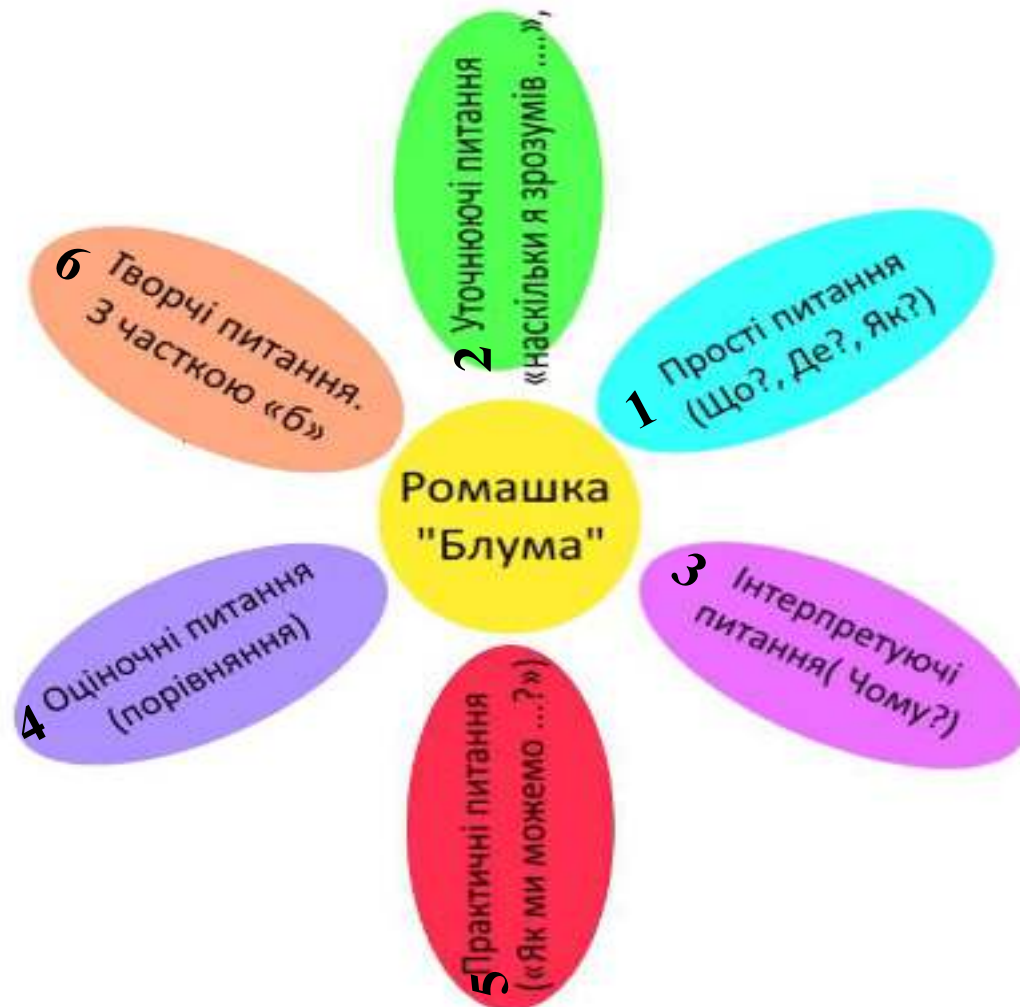 Ромашка
"Блума"
1 Прості питання
(Що?, Де?, Як?)
2 Уточнюючі питання
«наскільки я зрозумів ....»,
3 Інтерпретуючі
питання( Чому?)
4 Оціночні питання
(порівняння)
5 Практичні питання
(«Як ми можемо ...?»)
6 Творчі питання.
З часткою «б»